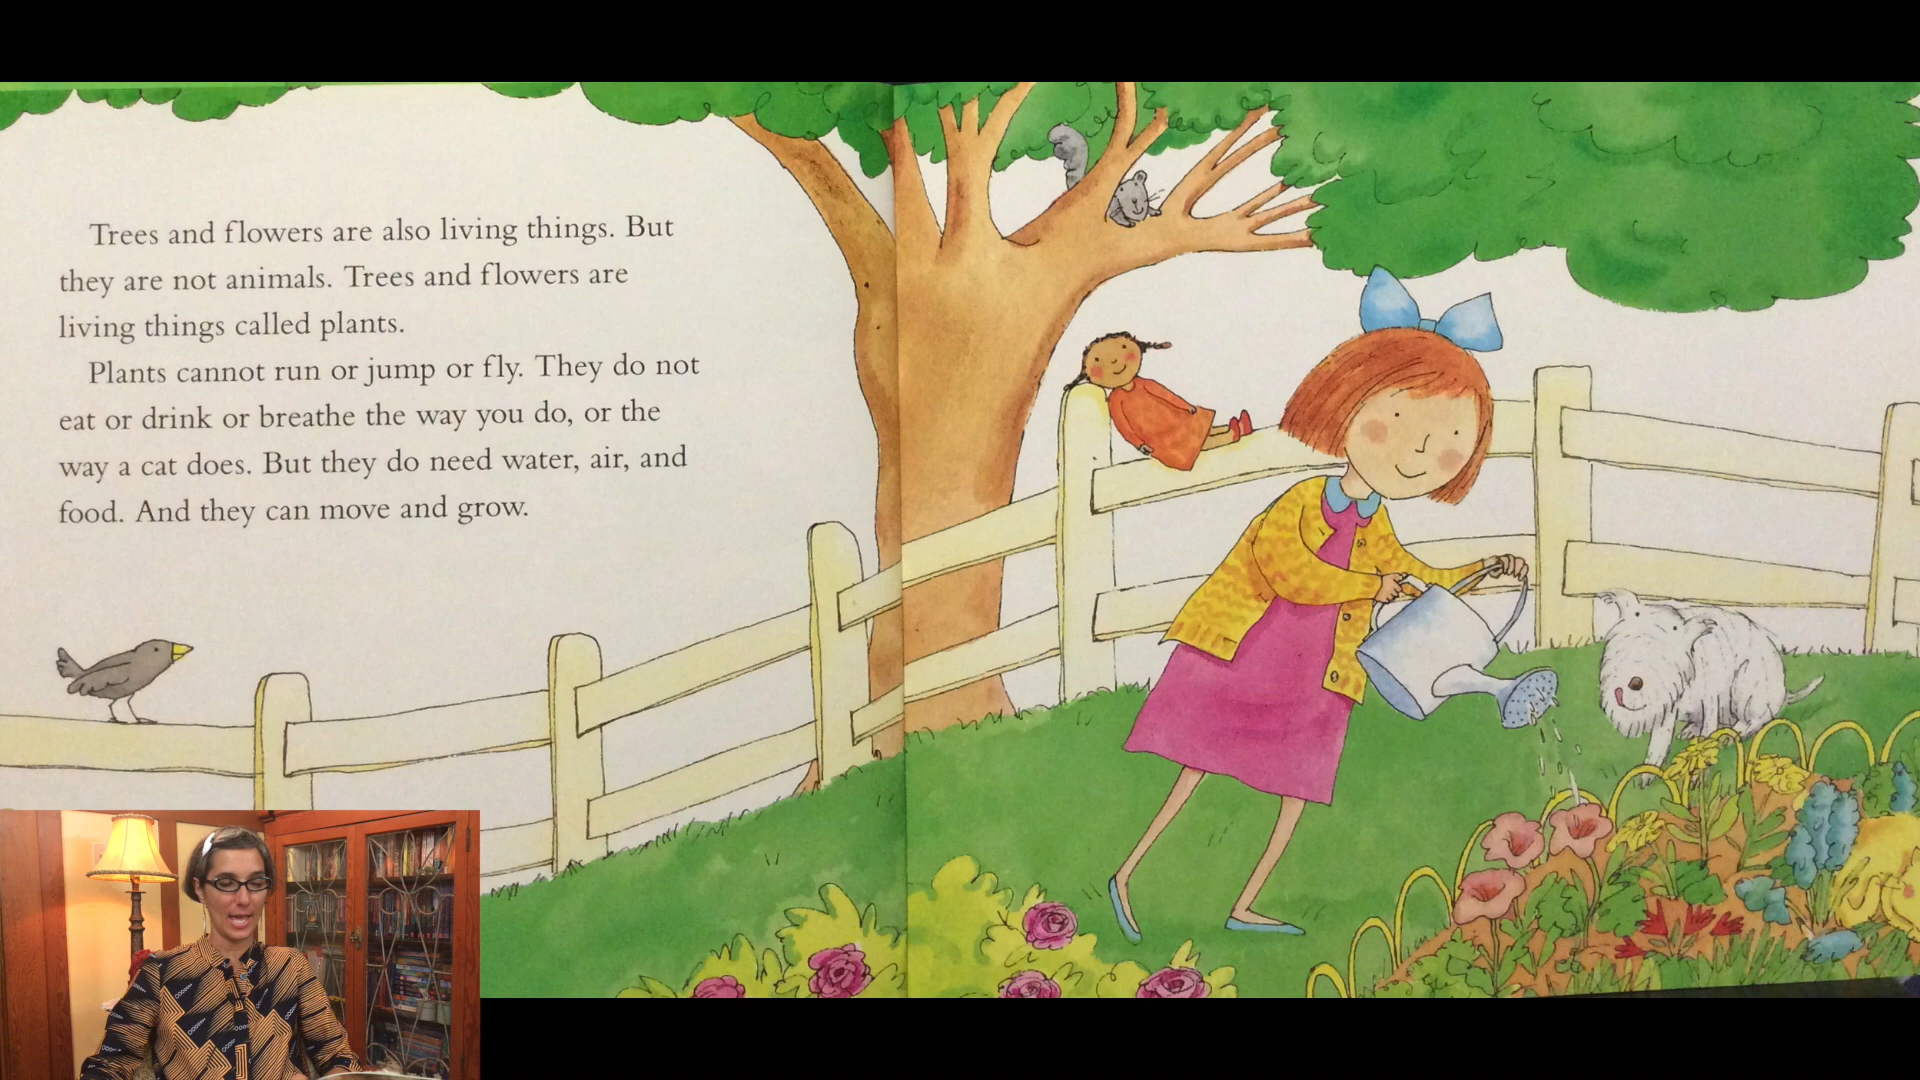 Trees and flowers are also living things. But
they are not animals. Trees and flowers are
living things called plants.
Plants cannot run or jump or fly. They do not
eat or drink or breathe the way you do, or the
way a cat does. But they do need water, air, and
food. And they can move and grow.